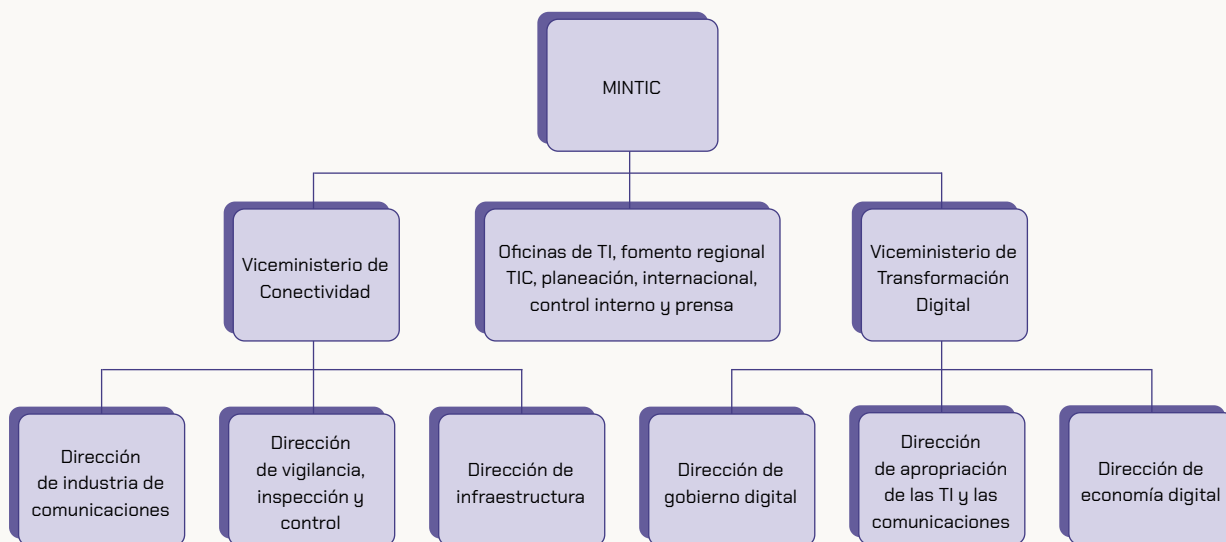 MINTIC
Viceministerio de
Conectividad
Oficinas de TI, fomento regional
TIC, planeación, internacional,
control interno y prensa
Viceministerio de
Transformación
Digital
Dirección
de industria de
comunicaciones
Dirección
de vigilancia,
inspección y
control
Dirección de
infraestructura
Dirección de
gobierno digital
Dirección
de apropiación
de las TI y las
comunicaciones
Dirección de
economía digital